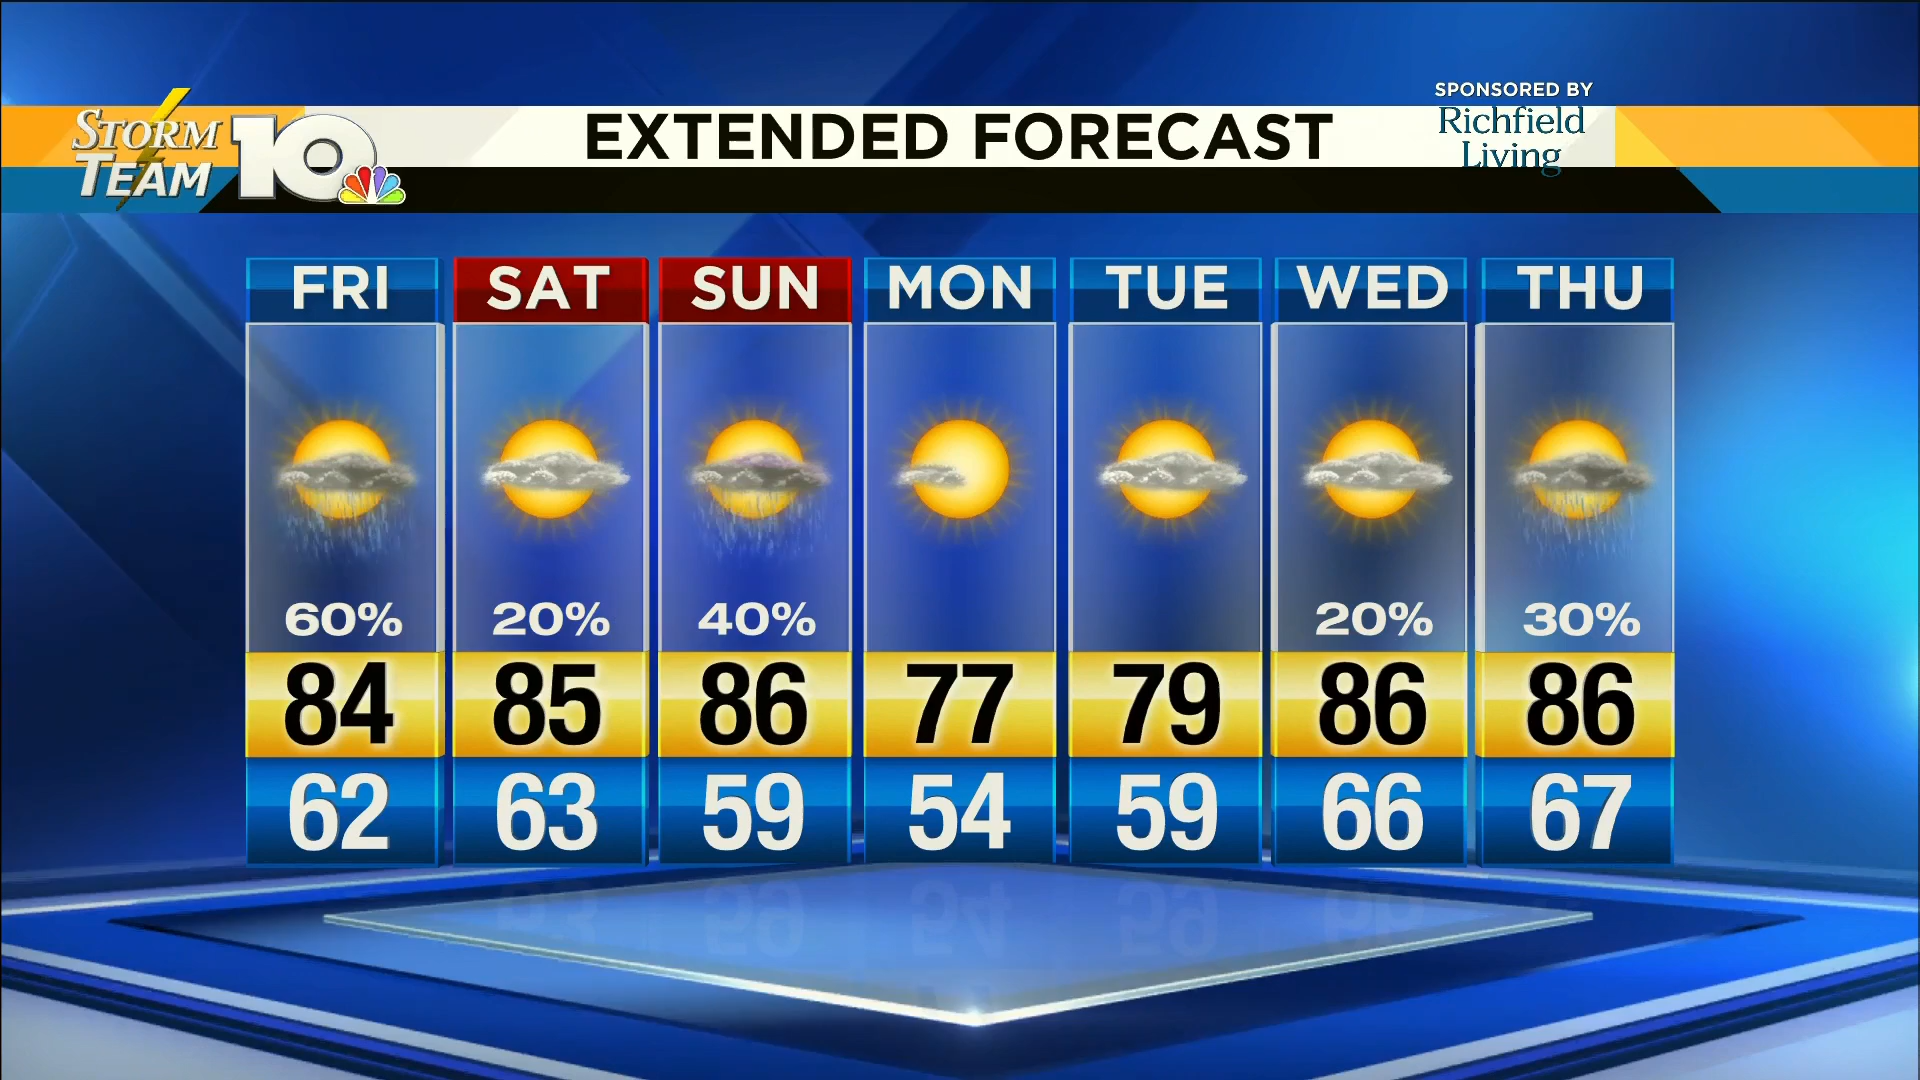 SPONSORED BY
Richfield
Living
STORM
TEAM
10
EXTENDED FORECAST
FRI SAT SUN MON TUE WED THU
60% 20% 40% 20% 30%
84 85 86 77 79 86 86
62 63 59 54 59 66 67